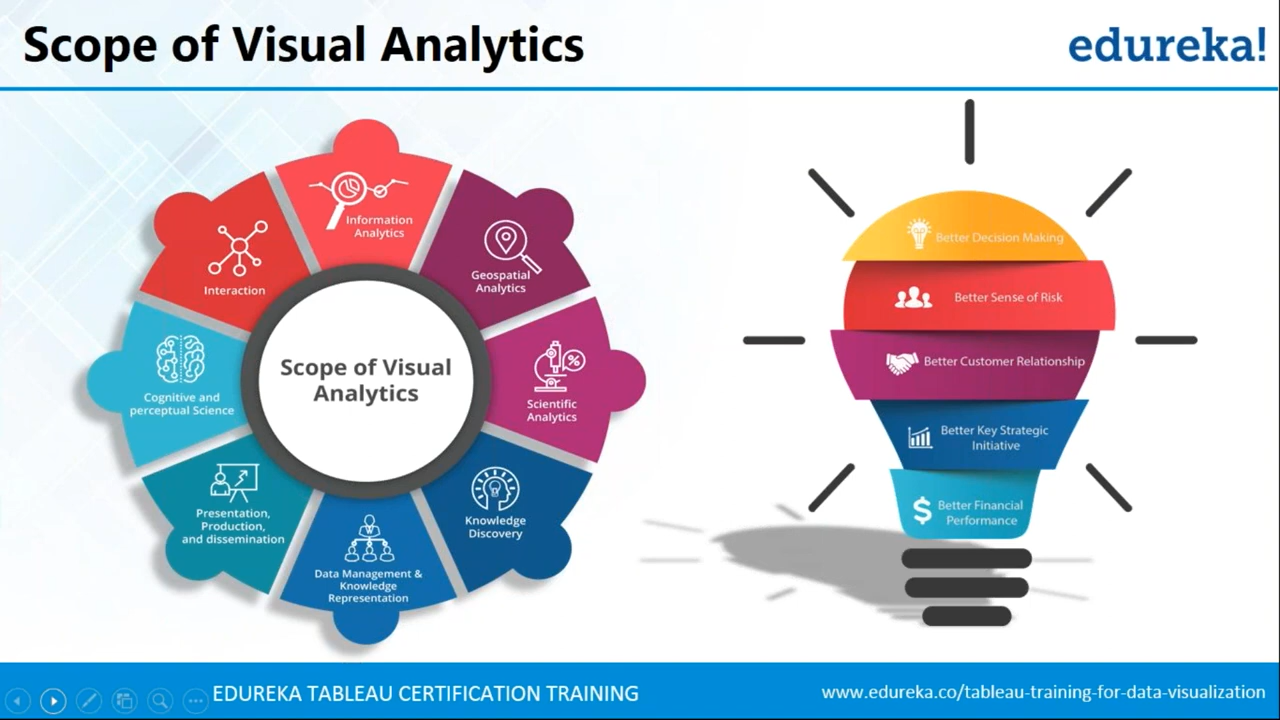 Scope of Visual Analytics
edureka!
Information
Analytics
Geospatial
Analytics
Scientific
Analytics
Knowledge
Discovery
Data Management &
Knowledge
Representation
Presentation,
Production,
and dissemination
Cognitive and
perceptual Science
Interaction
Scope of Visual
Analytics
Better Decision Making
Better Sense of Risk
Better Customer Relationship
Better Key Strategic
Initiative
$
Better Financial
Performance
%
EDUREKA TABLEAU CERTIFICATION TRAINING
www.edureka.co/tableau-training-for-data-visualization